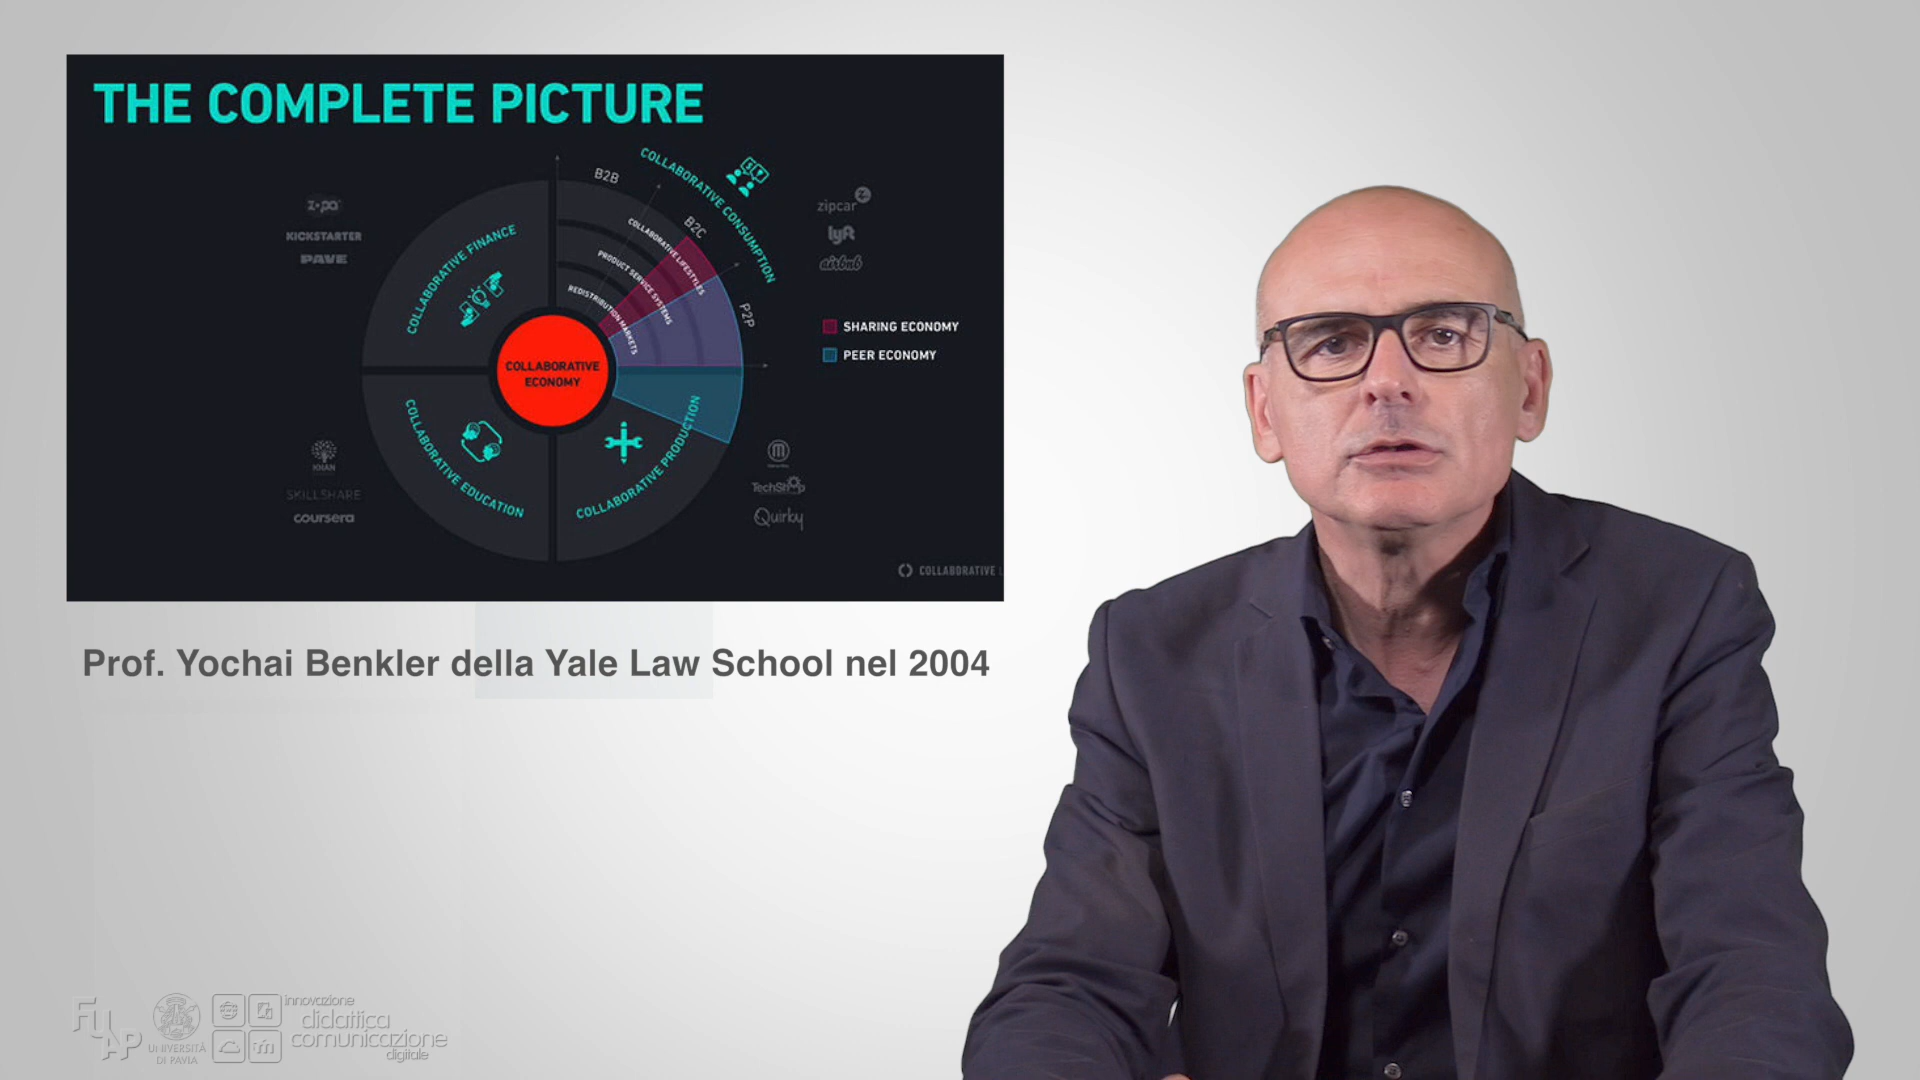 THE COMPLETE PICTURE
B2B
COLLABORATIVE CONSUMPTION
B2C
P2P
COLLABORATIVE LIFESTYLES
PRODUCT SERVICE SYSTEMS
REDISTRIBUTION MARKETS
zopa
KICKSTARTER
PAVE
COLLABORATIVE FINANCE
zipcar
lyft
airbnb
SHARING ECONOMY
PEER ECONOMY
COLLABORATIVE
ECONOMY
COLLABORATIVE EDUCATION
COLLABORATIVE PRODUCTION
KHAN
SKILLSHARE
coursera
TechShop
Quirky
COLLABORATIVE
Prof. Yochai Benkler della Yale Law School nel 2004
UNIVERSITÀ
DI PAVIA
innovazione
didattica
comunicazione
digitale